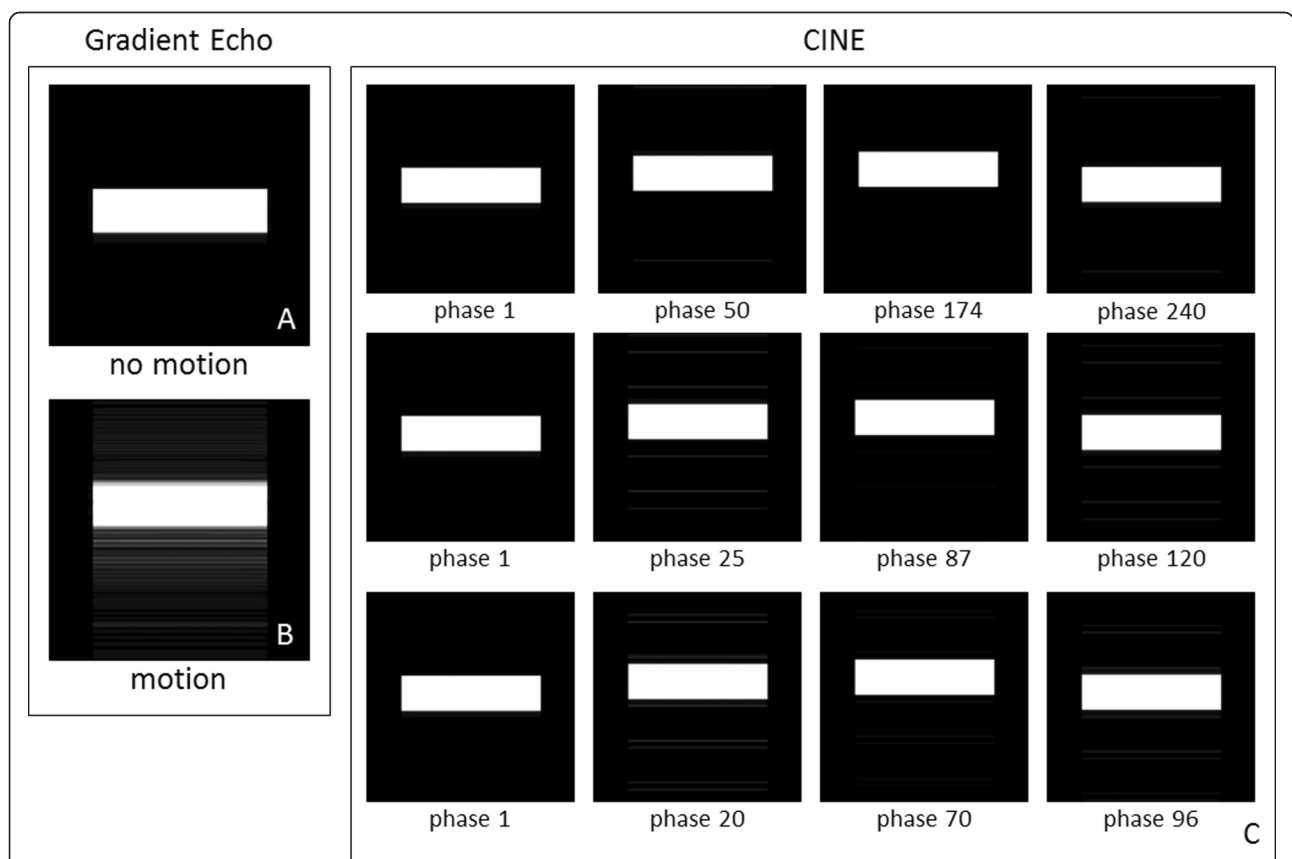 Gradient Echo
CINE
A
no motion
B
motion
phase 1
phase 50
phase 174
phase 240
phase 1
phase 25
phase 87
phase 120
phase 1
phase 20
phase 70
phase 96
C